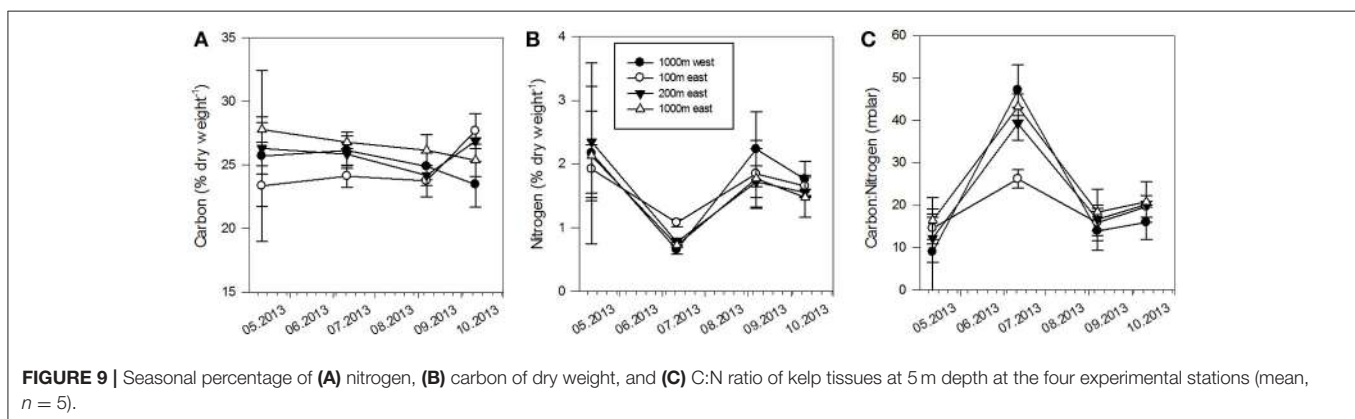 A
35
30
25
20
15
Carbon (% dry weight⁻¹)
05.2013 06.2013 07.2013 08.2013 09.2013 10.2013
B
4
3
2
1
0
Nitrogen (% dry weight⁻¹)
1000m west
100m east
200m east
1000m east
05.2013 06.2013 07.2013 08.2013 09.2013 10.2013
C
60
50
40
30
20
10
0
Carbon:Nitrogen (molar)
05.2013 06.2013 07.2013 08.2013 09.2013 10.2013
FIGURE 9 | Seasonal percentage of (A) nitrogen, (B) carbon of dry weight, and (C) C:N ratio of kelp tissues at 5 m depth at the four experimental stations (mean,
n = 5).